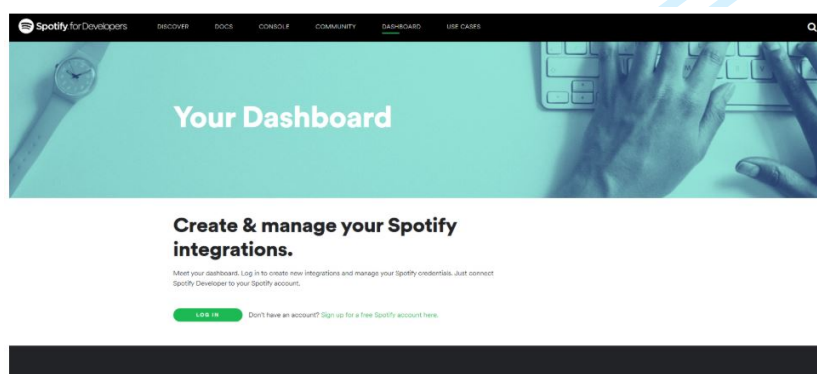 Spotify for Developers DISCOVER DOCS CONSOLE COMMUNITY DASHBOARD USE CASES
Your Dashboard
Create & manage your Spotify
integrations.
Meet your dashboard. Log in to create new integrations and manage your Spotify credentials. Just connect
Spotify Developer to your Spotify account.
LOG IN Don't have an account? Sign up for a free Spotify account here.